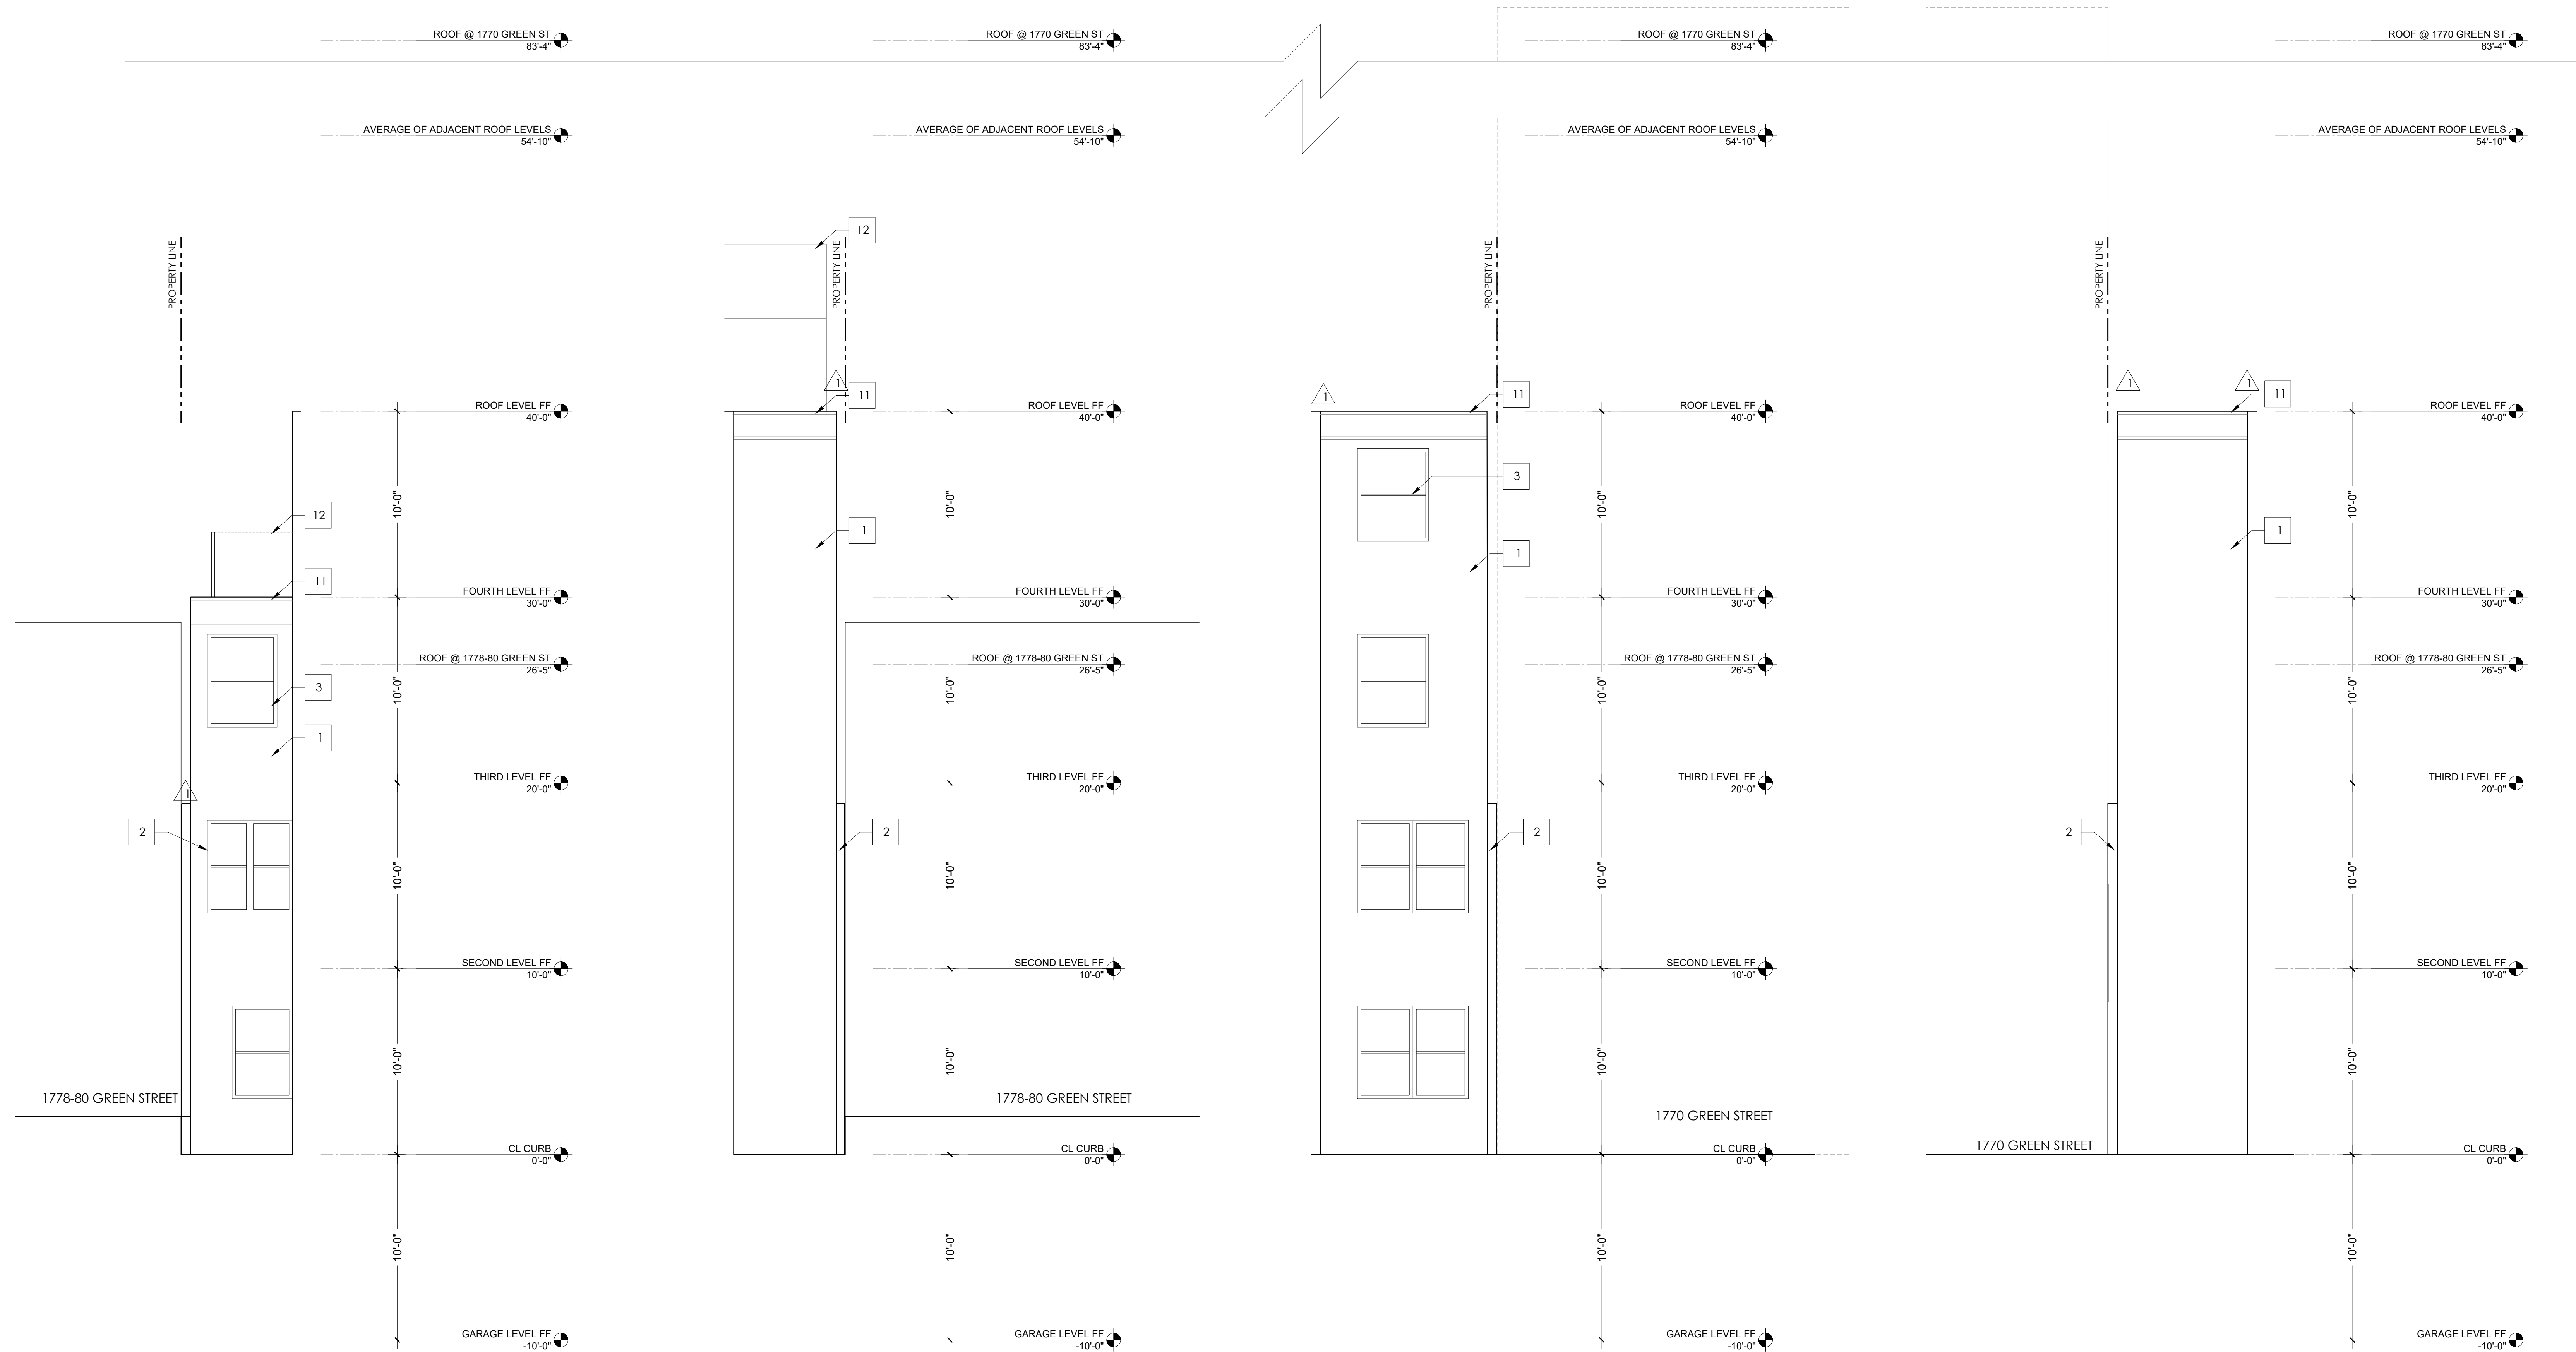 ROOF @ 1770 GREEN ST
83'-4"
AVERAGE OF ADJACENT ROOF LEVELS
54'-10"
PROPERTY LINE
ROOF LEVEL FF
40'-0"
10'-0"
12
11
FOURTH LEVEL FF
30'-0"
ROOF @ 1778-80 GREEN ST
26'-5"
10'-0"
3
1
THIRD LEVEL FF
20'-0"
1
2
10'-0"
SECOND LEVEL FF
10'-0"
10'-0"
1778-80 GREEN STREET
CL CURB
0'-0"
10'-0"
GARAGE LEVEL FF
-10'-0"
ROOF @ 1770 GREEN ST
83'-4"
AVERAGE OF ADJACENT ROOF LEVELS
54'-10"
12
PROPERTY LINE
1
11
ROOF LEVEL FF
40'-0"
10'-0"
1
FOURTH LEVEL FF
30'-0"
ROOF @ 1778-80 GREEN ST
26'-5"
10'-0"
THIRD LEVEL FF
20'-0"
2
10'-0"
SECOND LEVEL FF
10'-0"
10'-0"
1778-80 GREEN STREET
CL CURB
0'-0"
10'-0"
GARAGE LEVEL FF
-10'-0"
ROOF @ 1770 GREEN ST
83'-4"
AVERAGE OF ADJACENT ROOF LEVELS
54'-10"
PROPERTY LINE
1
11
ROOF LEVEL FF
40'-0"
3
10'-0"
1
FOURTH LEVEL FF
30'-0"
ROOF @ 1778-80 GREEN ST
26'-5"
10'-0"
THIRD LEVEL FF
20'-0"
2
10'-0"
SECOND LEVEL FF
10'-0"
10'-0"
1770 GREEN STREET
CL CURB
0'-0"
10'-0"
GARAGE LEVEL FF
-10'-0"
ROOF @ 1770 GREEN ST
83'-4"
AVERAGE OF ADJACENT ROOF LEVELS
54'-10"
PROPERTY LINE
1
1
11
ROOF LEVEL FF
40'-0"
10'-0"
1
FOURTH LEVEL FF
30'-0"
ROOF @ 1778-80 GREEN ST
26'-5"
10'-0"
THIRD LEVEL FF
20'-0"
2
10'-0"
SECOND LEVEL FF
10'-0"
10'-0"
1770 GREEN STREET
CL CURB
0'-0"
10'-0"
GARAGE LEVEL FF
-10'-0"